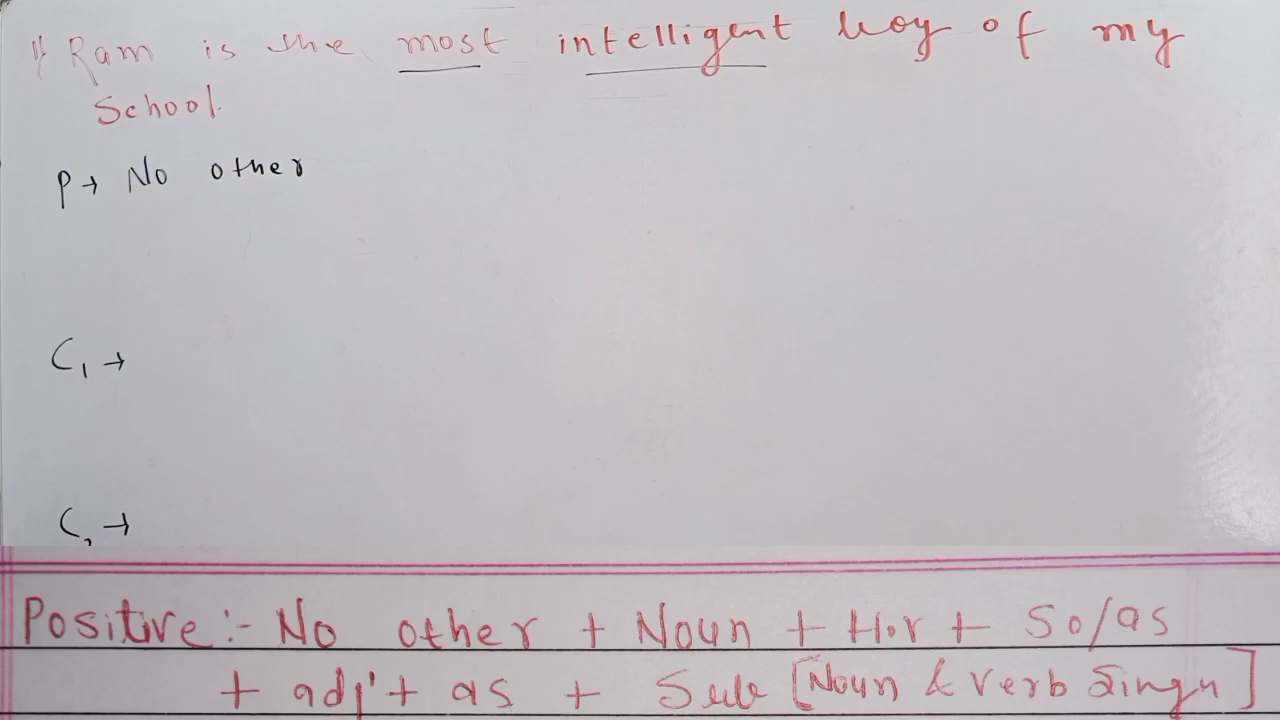 1) Ram is the most intelligent boy of my
School.
P → No other
C₁ →
C₂ →
Positive :- No other + Noun + H.v + So/as
+ adj + as + Sub [Noun & Verb Singu]